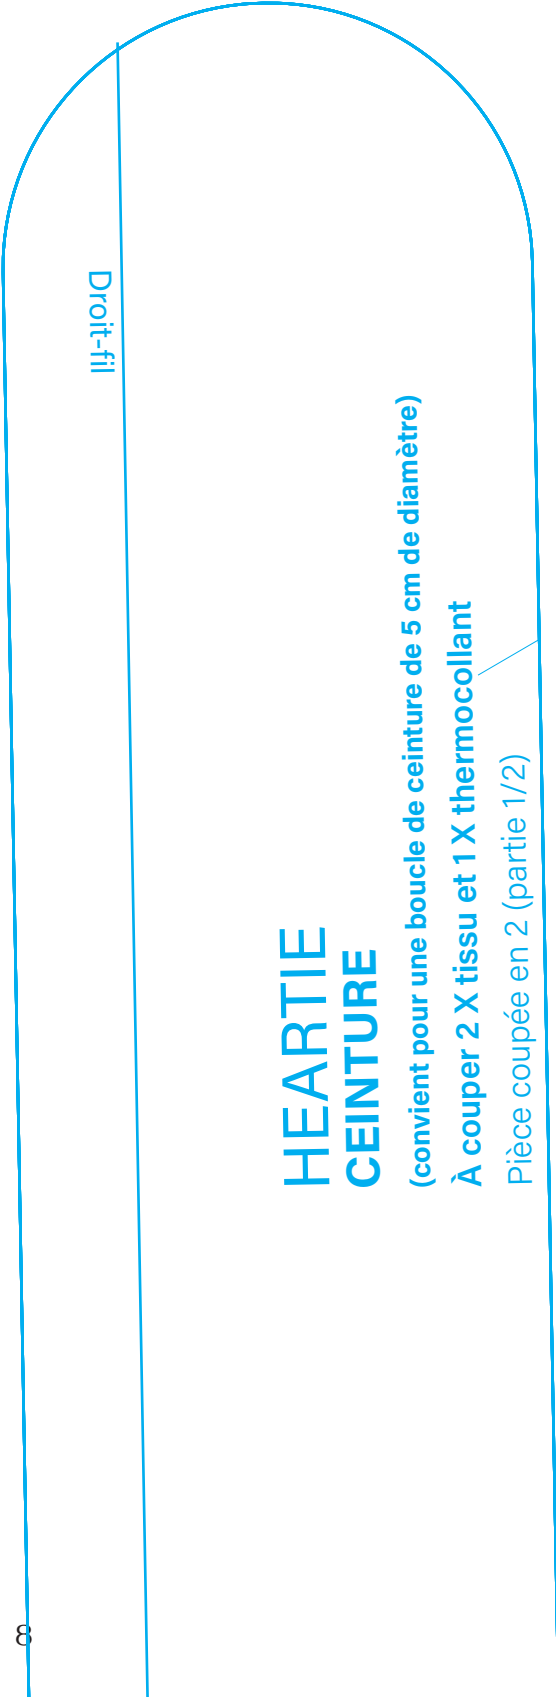 Droit-fil
HEARTIE
CEINTURE
(convient pour une boucle de ceinture de 5 cm de diamètre)
À couper 2 X tissu et 1 X thermocollant
Pièce coupée en 2 (partie 1/2)
8